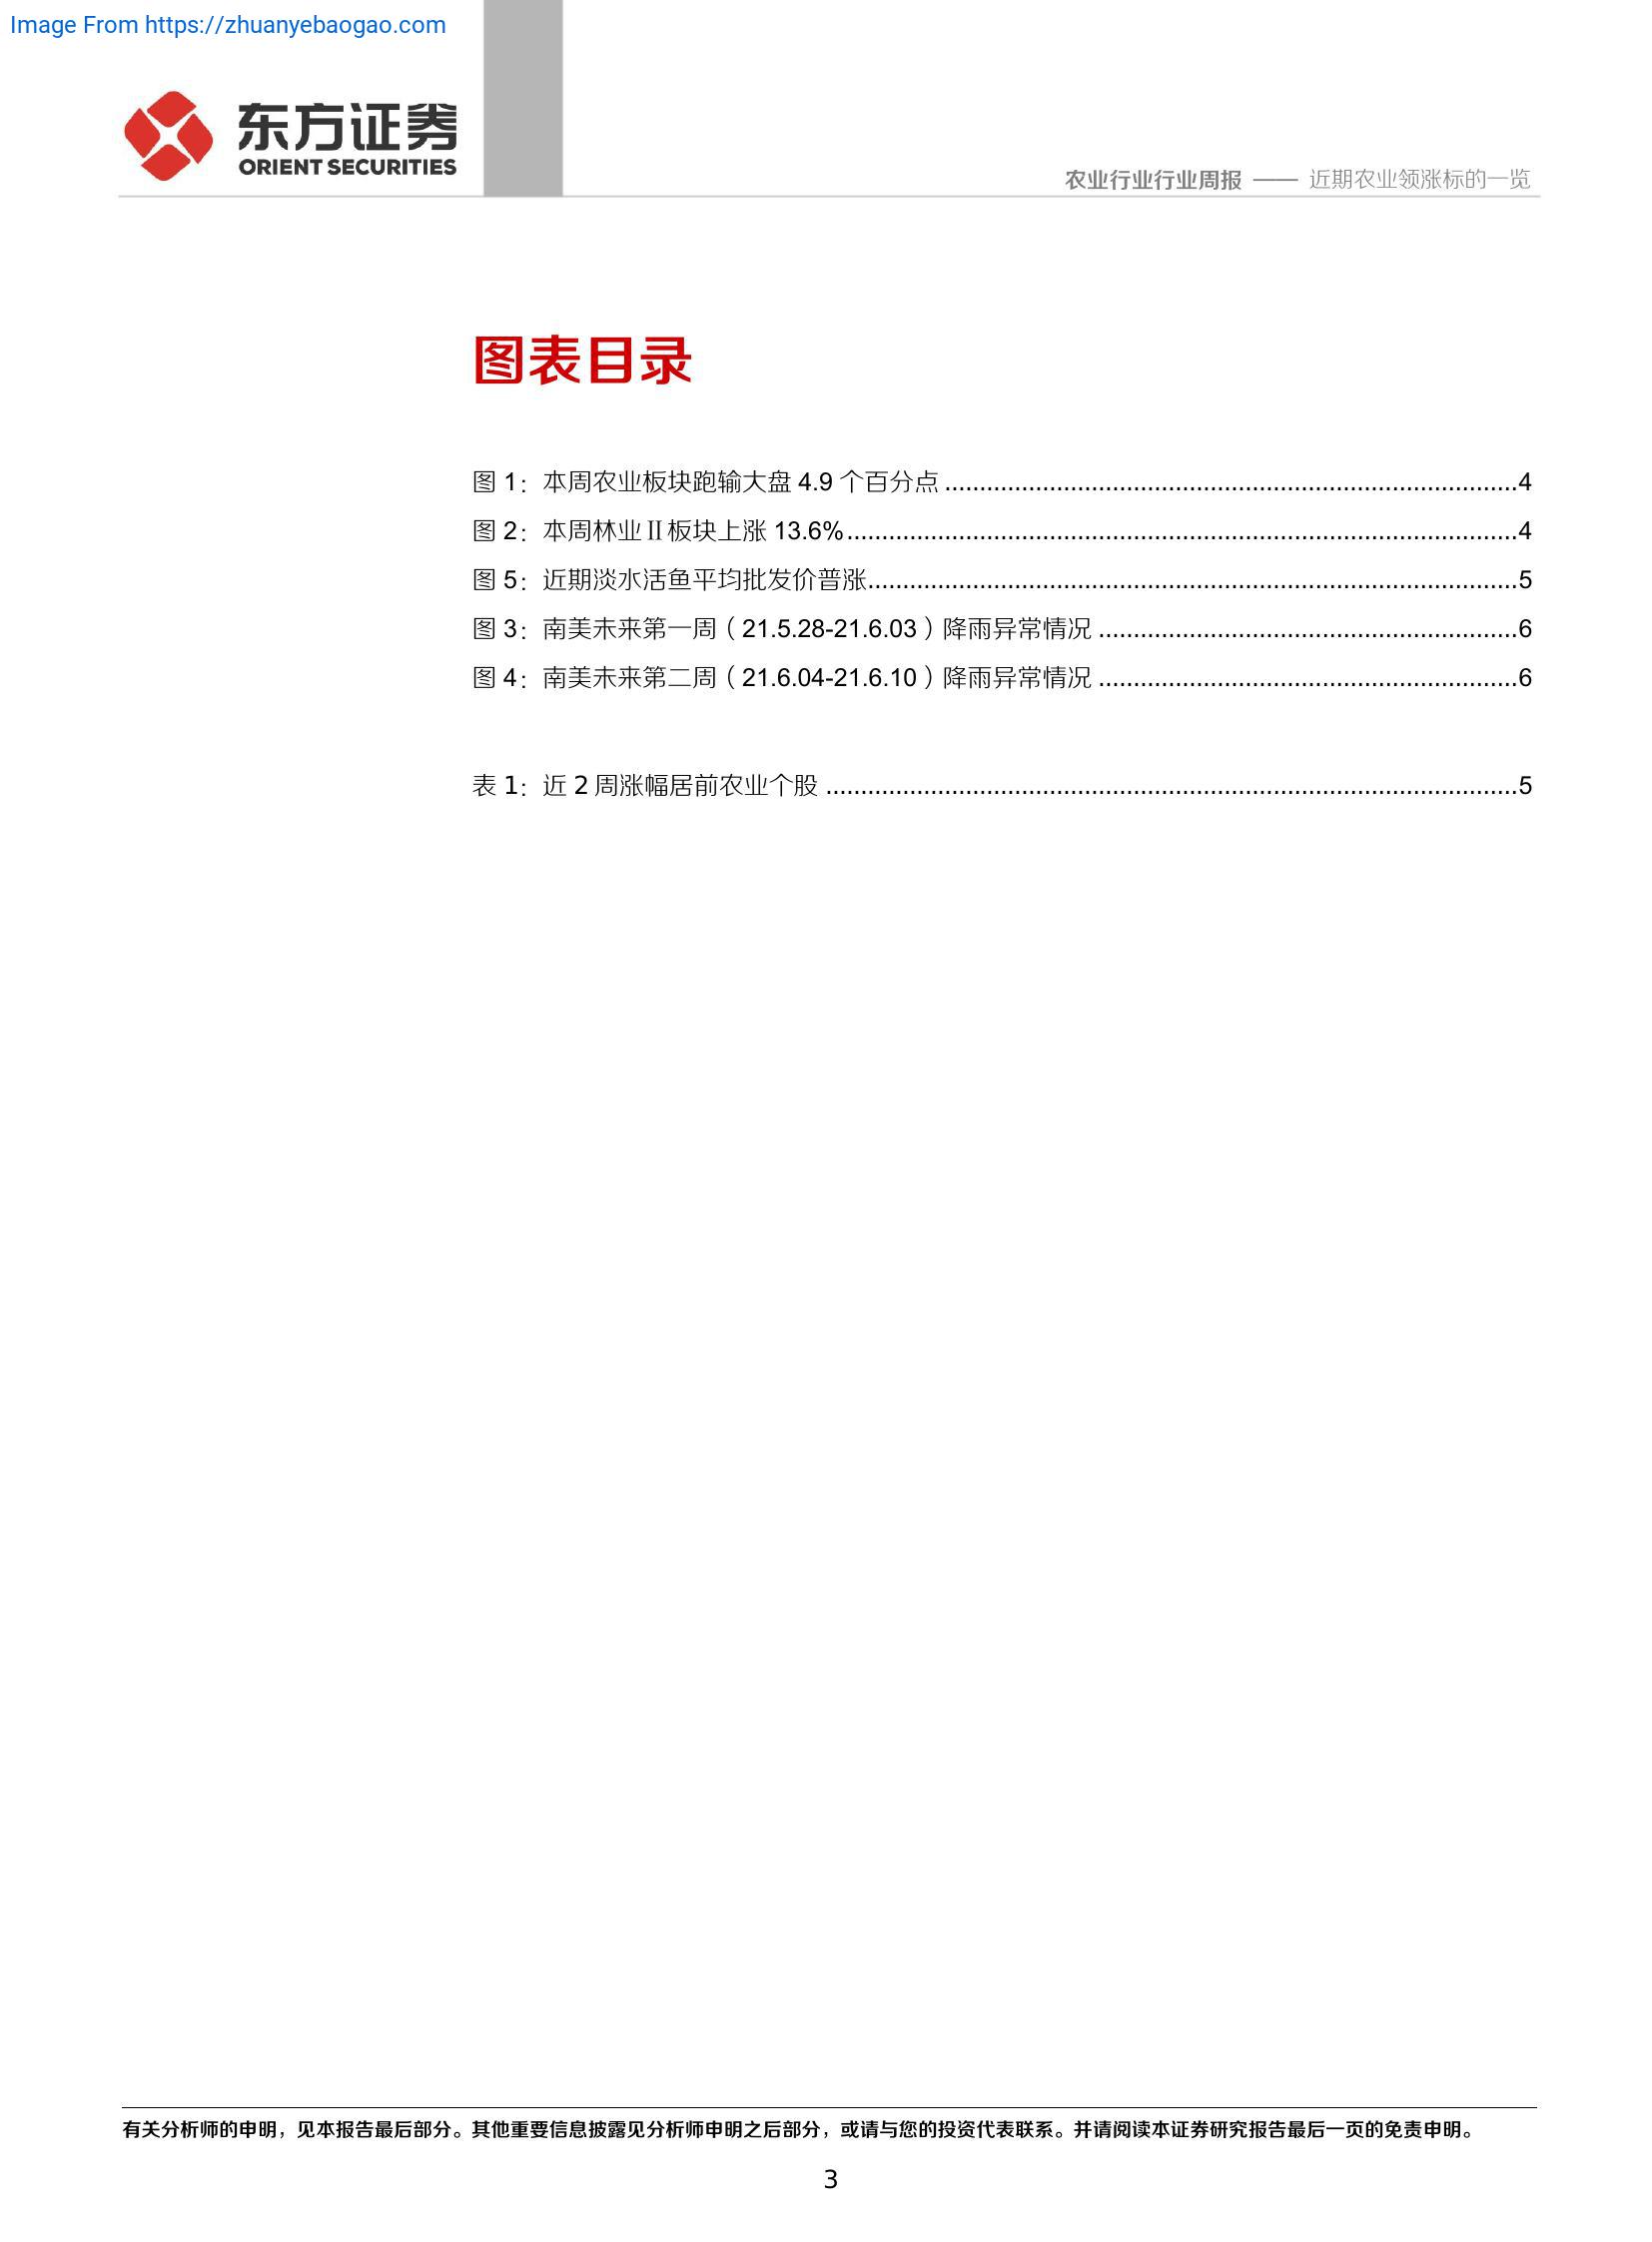 Image From https://zhuanyebaogao.com
东方证券
ORIENT SECURITIES
农业行业行业周报 —— 近期农业领涨标的一览
图表目录
图 1：本周农业板块跑输大盘 4.9 个百分点 ..................................................................................4
图 2：本周林业Ⅱ板块上涨 13.6%................................................................................................4
图 5：近期淡水活鱼平均批发价普涨.............................................................................................5
图 3：南美未来第一周（21.5.28-21.6.03）降雨异常情况 ............................................................6
图 4：南美未来第二周（21.6.04-21.6.10）降雨异常情况 ............................................................6
表 1：近 2 周涨幅居前农业个股 ...................................................................................................5
有关分析师的申明，见本报告最后部分。其他重要信息披露见分析师申明之后部分，或请与您的投资代表联系。并请阅读本证券研究报告最后一页的免责申明。
3